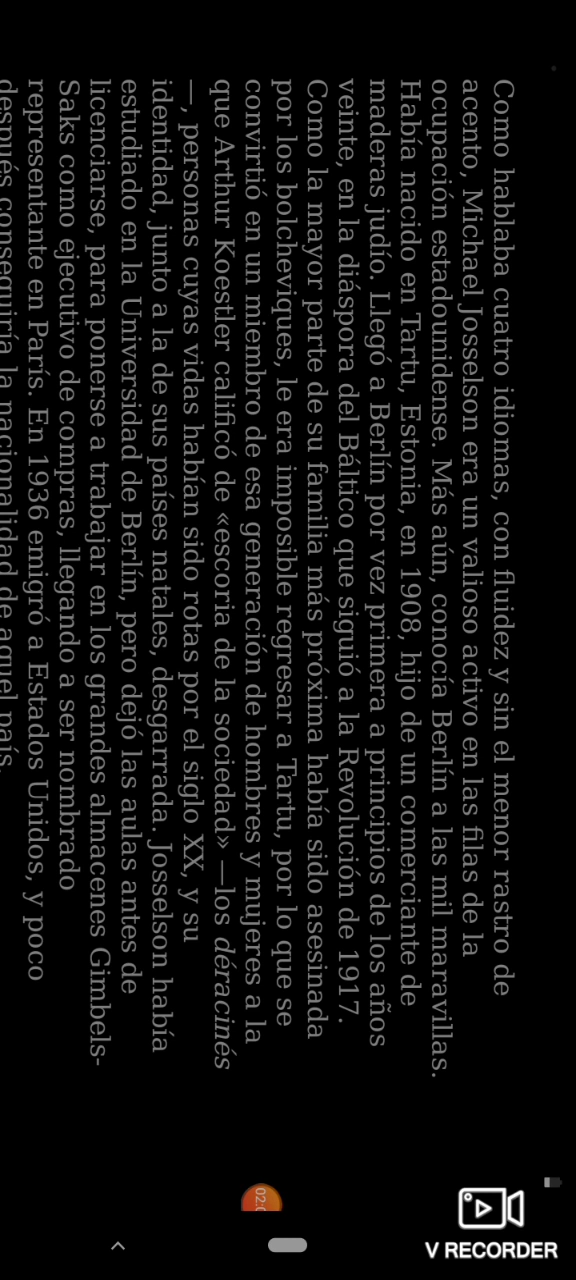 Como hablaba cuatro idiomas, con fluidez y sin el menor rastro de
acento, Michael Josselson era un valioso activo en las filas de la
ocupación estadounidense. Más aún, conocía Berlín a las mil maravillas.
Había nacido en Tartu, Estonia, en 1908, hijo de un comerciante de
maderas judío. Llegó a Berlín por vez primera a principios de los años
veinte, en la diáspora del Báltico que siguió a la Revolución de 1917.
Como la mayor parte de su familia más próxima había sido asesinada
por los bolcheviques, le era imposible regresar a Tartu, por lo que se
convirtió en un miembro de esa generación de hombres y mujeres a la
que Arthur Koestler calificó de «escoria de la sociedad» —los déracinés
—, personas cuyas vidas habían sido rotas por el siglo XX, y su
identidad, junto a la de sus países natales, desgarrada. Josselson había
estudiado en la Universidad de Berlín, pero dejó las aulas antes de
licenciarse, para ponerse a trabajar en los grandes almacenes Gimbels-
Saks como ejecutivo de compras, llegando a ser nombrado
representante en París. En 1936 emigró a Estados Unidos, y poco
después conseguiría la nacionalidad de aquel país.
V RECORDER